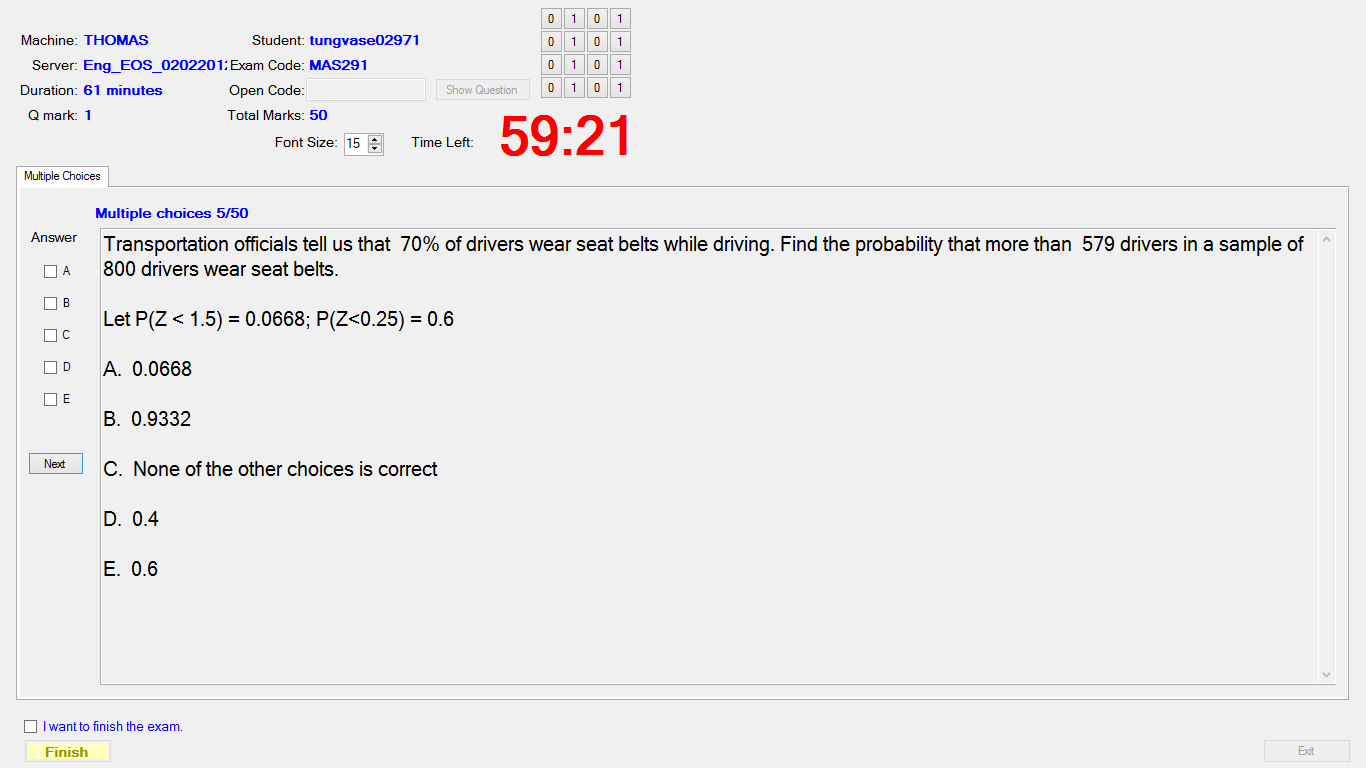 Machine: THOMAS Student: tungvase02971
Server: Eng_EOS_0202201 Exam Code: MAS291
Duration: 61 minutes Open Code: Show Question
Q mark: 1 Total Marks: 50
0 1 0 1
0 1 0 1
0 1 0 1
0 1 0 1
Font Size: 15 Time Left: 59:21
Multiple Choices
Multiple choices 5/50
Answer
A
B
C
D
E
Next
Transportation officials tell us that 70% of drivers wear seat belts while driving. Find the probability that more than 579 drivers in a sample of
800 drivers wear seat belts.
Let P(Z < 1.5) = 0.0668; P(Z<0.25) = 0.6
A. 0.0668
B. 0.9332
C. None of the other choices is correct
D. 0.4
E. 0.6
I want to finish the exam.
Finish
Exit